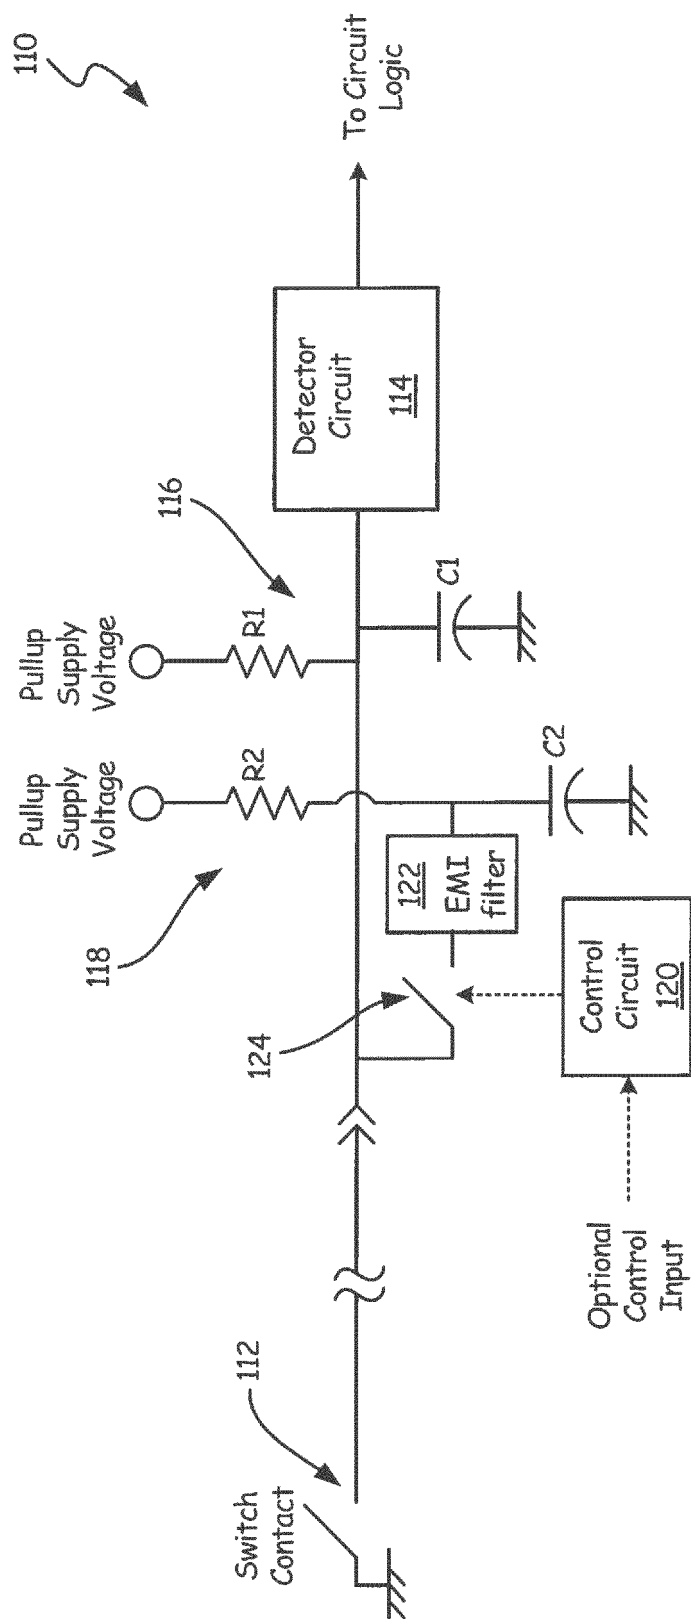 110
To Circuit
Logic
Detector
Circuit
114
116
Pullup
Supply
Voltage
R1
C1
Pullup
Supply
Voltage
R2
C2
118
122
EMI
filter
124
Control
Circuit
120
Optional
Control
Input
112
Switch
Contact